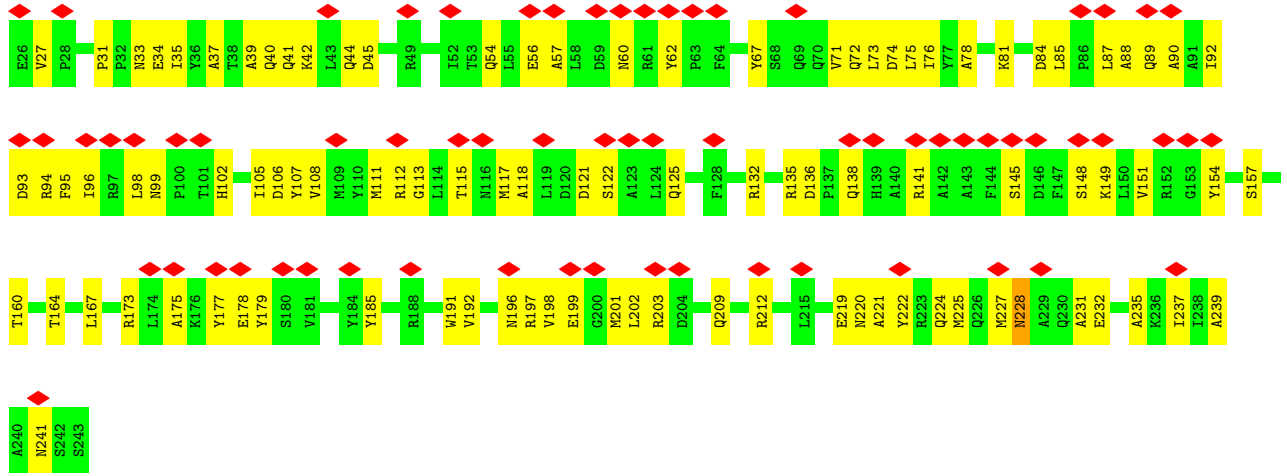 E26 V27 P28 P31 P32 N33 E34 I35 Y36 A37 T38 A39 Q40 Q41 K42 L43 Q44 D45 R49 I52 T53 Q54 L55 E56 A57 L58 D59 N60 R61 Y62 P63 F64 Y67 S68 Q69 Q70 V71 Q72 L73 D74 L75 I76 Y77 A78 K81 D84 L85 P86 L87 A88 Q89 A90 A91 I92
D93 R94 F95 I96 R97 L98 N99 P100 T101 H102 I105 D106 Y107 V108 M109 Y110 M111 R112 G113 L114 T115 N116 M117 A118 L119 D120 D121 S122 A123 L124 Q125 F128 R132 R135 D136 P137 Q138 H139 A140 R141 A142 A143 F144 S145 D146 F147 S148 K149 L150 V151 R152 G153 Y154 S157
T160 T164 L167 R173 L174 A175 K176 Y177 E178 Y179 S180 V181 Y184 Y185 R188 W191 V192 N196 R197 V198 E199 G200 M201 L202 R203 D204 Q209 R212 L215 E219 N220 A221 Y222 R223 Q224 M225 Q226 M227 N228 A229 Q230 A231 E232 A235 K236 I237 I238 A239
A240 N241 S242 S243